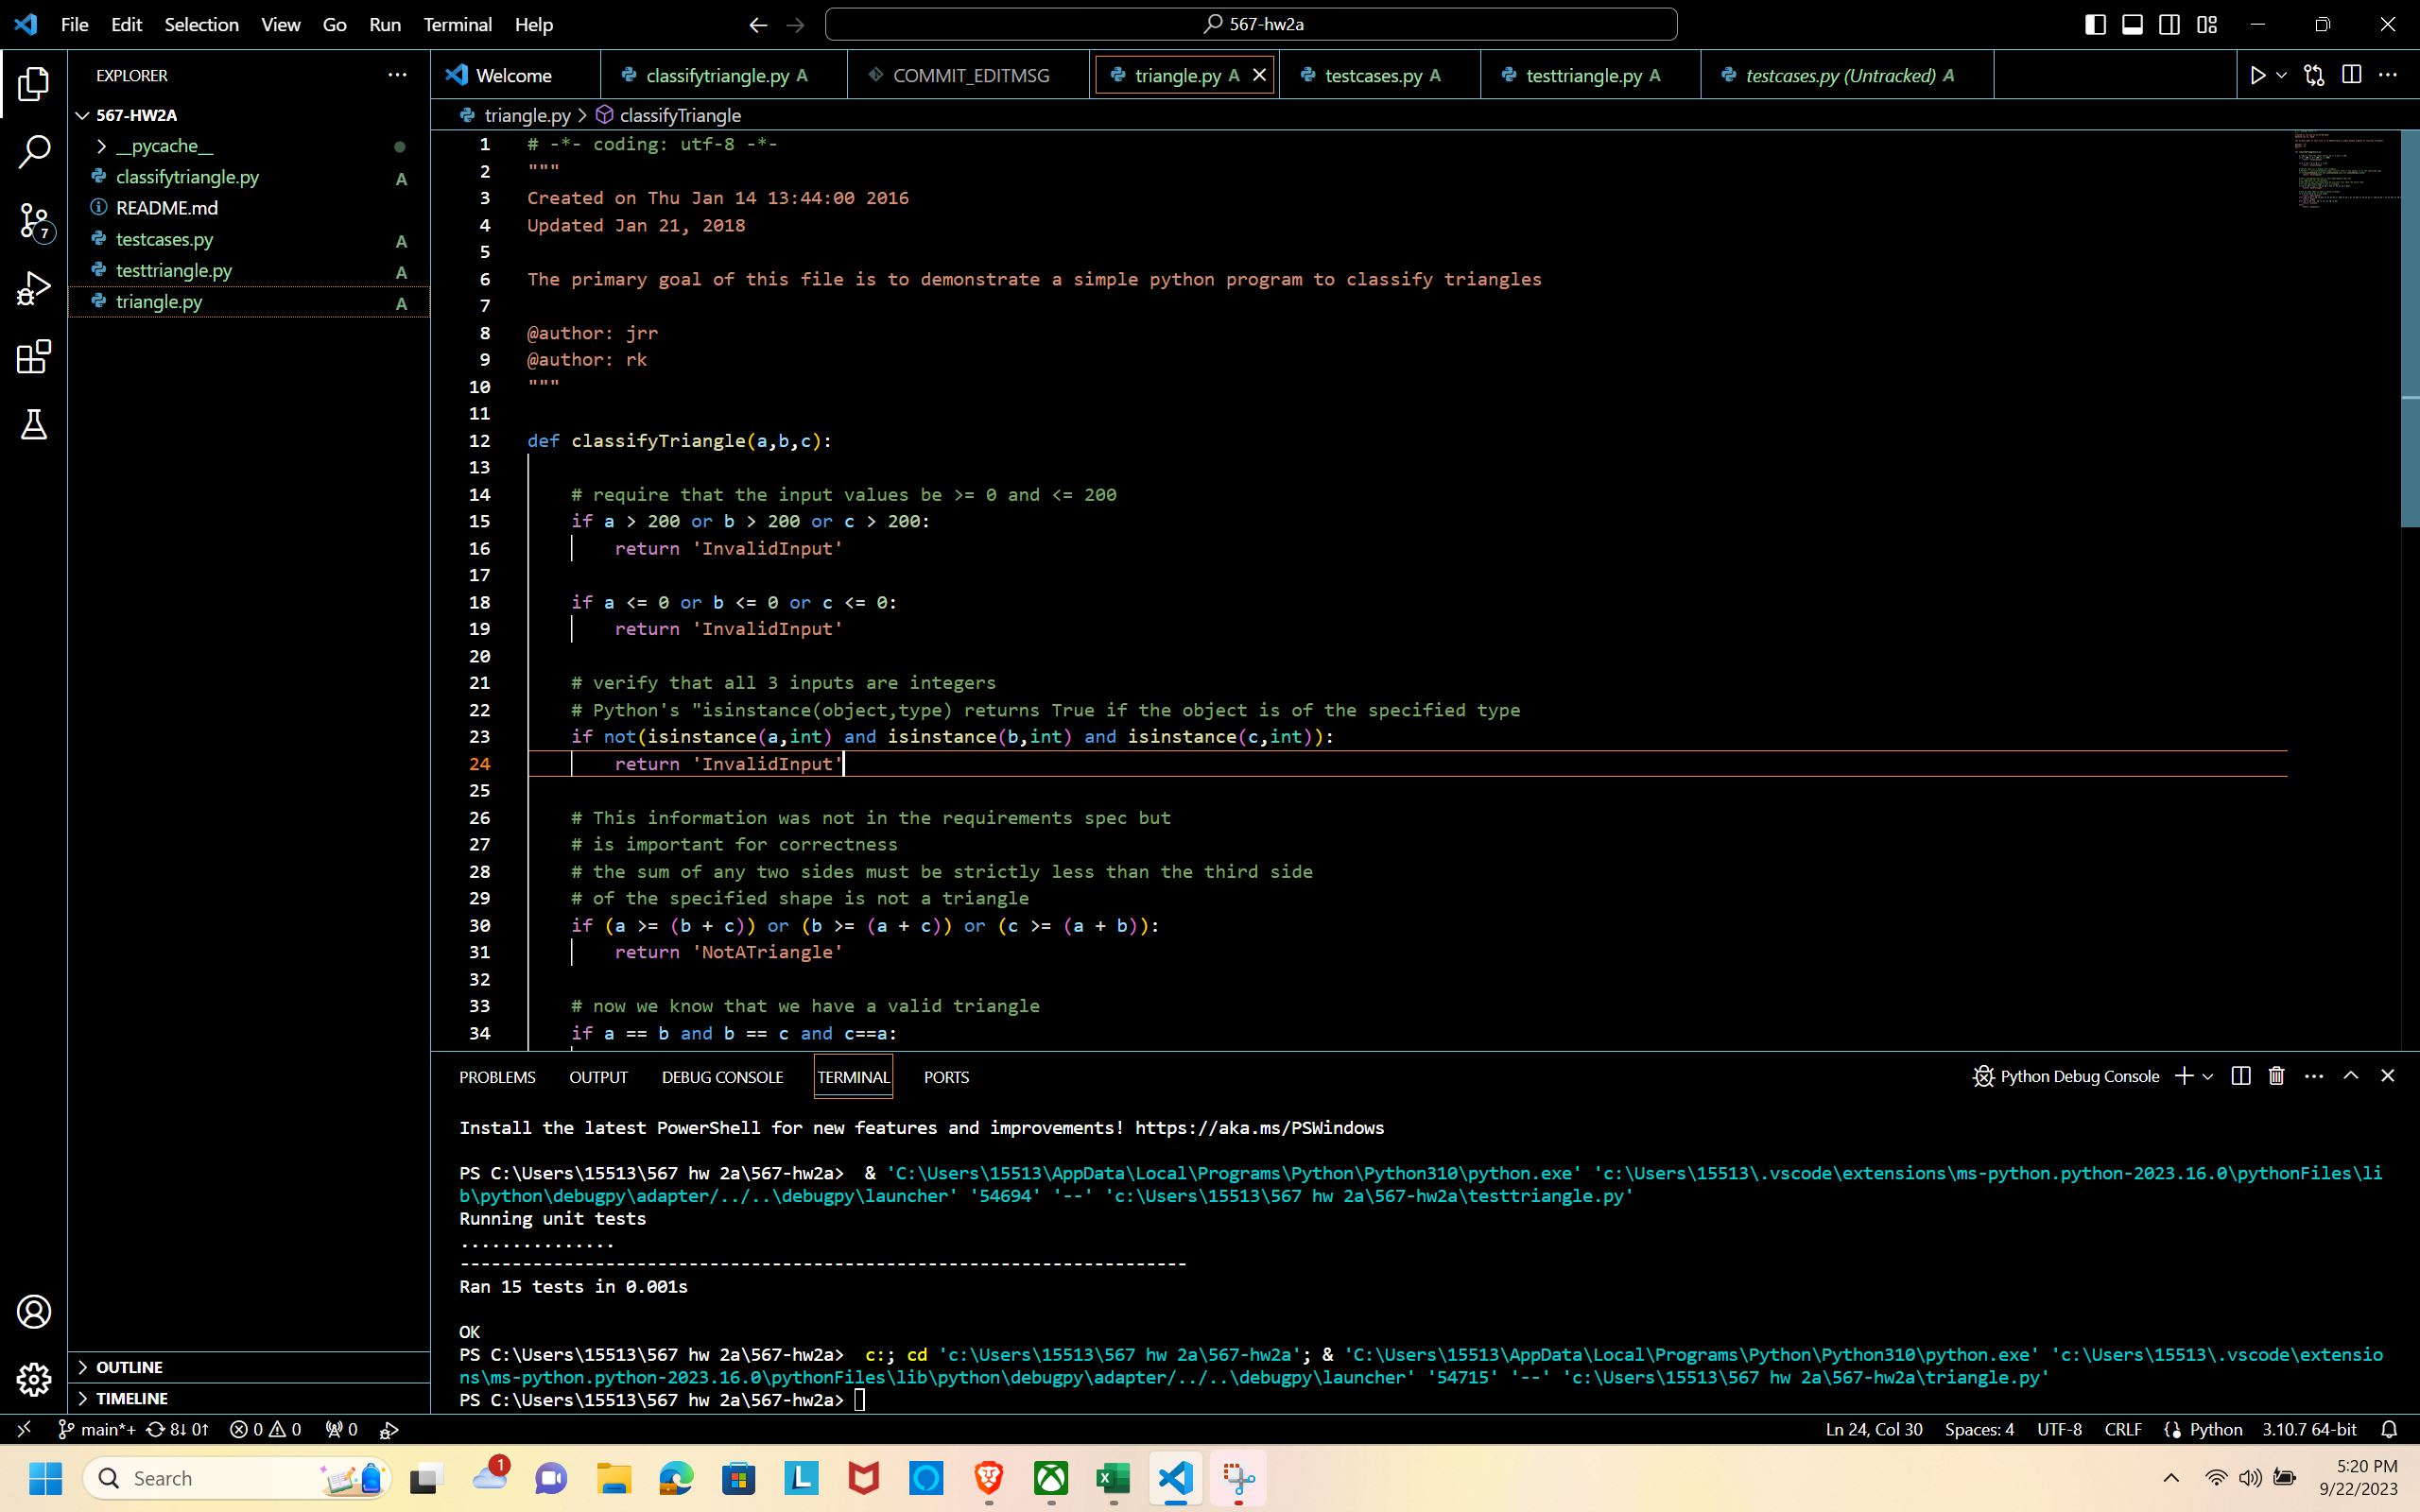 File Edit Selection View Go Run Terminal Help
567-hw2a
EXPLORER
567-HW2A
__pycache__
classifytriangle.py A
README.md
testcases.py A
testtriangle.py A
triangle.py A
7
OUTLINE
TIMELINE
Welcome classifytriangle.py A COMMIT_EDITMSG triangle.py A testcases.py A testtriangle.py A testcases.py (Untracked) A
triangle.py > classifyTriangle
1 # -*- coding: utf-8 -*-
2 """
3 Created on Thu Jan 14 13:44:00 2016
4 Updated Jan 21, 2018
5
6 The primary goal of this file is to demonstrate a simple python program to classify triangles
7
8 @author: jrr
9 @author: rk
10 """
11
12 def classifyTriangle(a,b,c):
13
14 # require that the input values be >= 0 and <= 200
15 if a > 200 or b > 200 or c > 200:
16 return 'InvalidInput'
17
18 if a <= 0 or b <= 0 or c <= 0:
19 return 'InvalidInput'
20
21 # verify that all 3 inputs are integers
22 # Python's "isinstance(object,type) returns True if the object is of the specified type
23 if not(isinstance(a,int) and isinstance(b,int) and isinstance(c,int)):
24 return 'InvalidInput'
25
26 # This information was not in the requirements spec but
27 # is important for correctness
28 # the sum of any two sides must be strictly less than the third side
29 # of the specified shape is not a triangle
30 if (a >= (b + c)) or (b >= (a + c)) or (c >= (a + b)):
31 return 'NotATriangle'
32
33 # now we know that we have a valid triangle
34 if a == b and b == c and c==a:
PROBLEMS OUTPUT DEBUG CONSOLE TERMINAL PORTS
Python Debug Console
Install the latest PowerShell for new features and improvements! https://aka.ms/PSWindows
PS C:\Users\15513\567 hw 2a\567-hw2a>  & 'C:\Users\15513\AppData\Local\Programs\Python\Python310\python.exe' 'c:\Users\15513\.vscode\extensions\ms-python.python-2023.16.0\pythonFiles\li
b\python\debugpy\adapter/../..\debugpy\launcher' '54694' '--' 'c:\Users\15513\567 hw 2a\567-hw2a\testtriangle.py'
Running unit tests
...............
----------------------------------------------------------------------
Ran 15 tests in 0.001s
OK
PS C:\Users\15513\567 hw 2a\567-hw2a>  c:; cd 'c:\Users\15513\567 hw 2a\567-hw2a'; & 'C:\Users\15513\AppData\Local\Programs\Python\Python310\python.exe' 'c:\Users\15513\.vscode\extensio
ns\ms-python.python-2023.16.0\pythonFiles\lib\python\debugpy\adapter/../..\debugpy\launcher' '54715' '--' 'c:\Users\15513\567 hw 2a\567-hw2a\triangle.py'
PS C:\Users\15513\567 hw 2a\567-hw2a>
main*+ 8↓ 0↑ 0 0 0
Ln 24, Col 30 Spaces: 4 UTF-8 CRLF Python 3.10.7 64-bit
Search
1
5:20 PM
9/22/2023